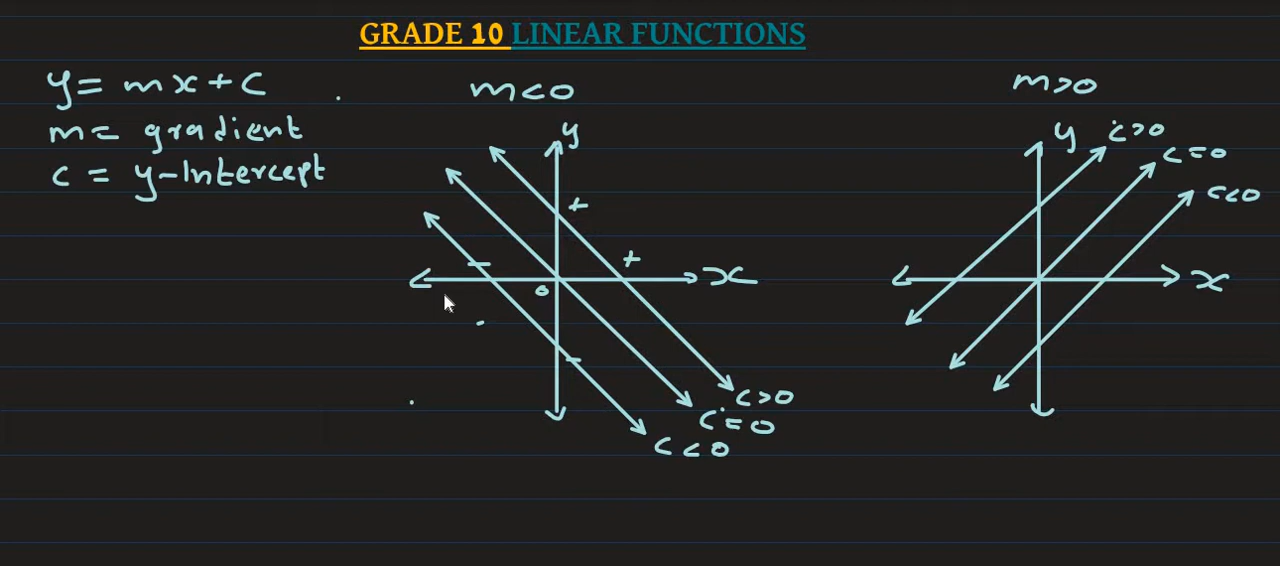 GRADE 10 LINEAR FUNCTIONS
y = mx + c
m = gradient
c = y-Intercept
m < 0
y
+
+
-
x
0
-
c > 0
c = 0
c < 0
m > 0
y
c > 0
c = 0
c < 0
x